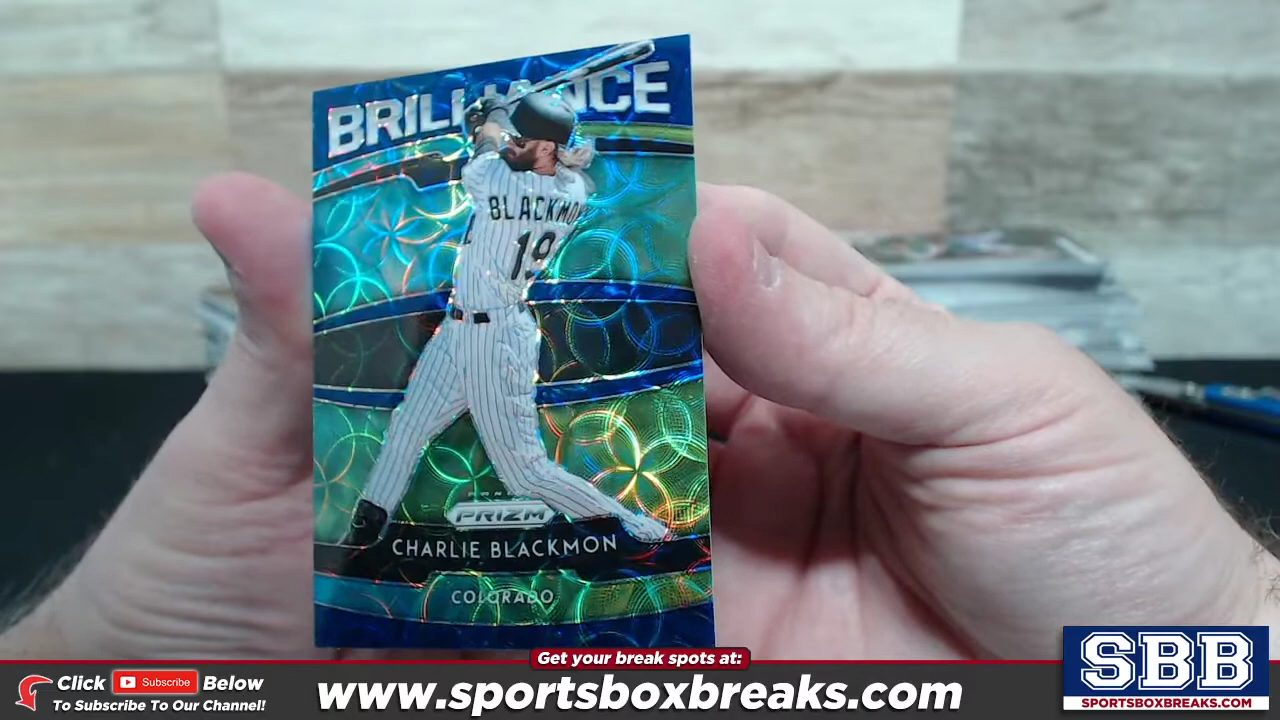 BRILLIANCE
BLACKMON
19
PANINI
PRIZM
CHARLIE BLACKMON
COLORADO
Get your break spots at:
Click Subscribe Below
To Subscribe To Our Channel!
www.sportsboxbreaks.com
SBB
SPORTSBOXBREAKS.COM